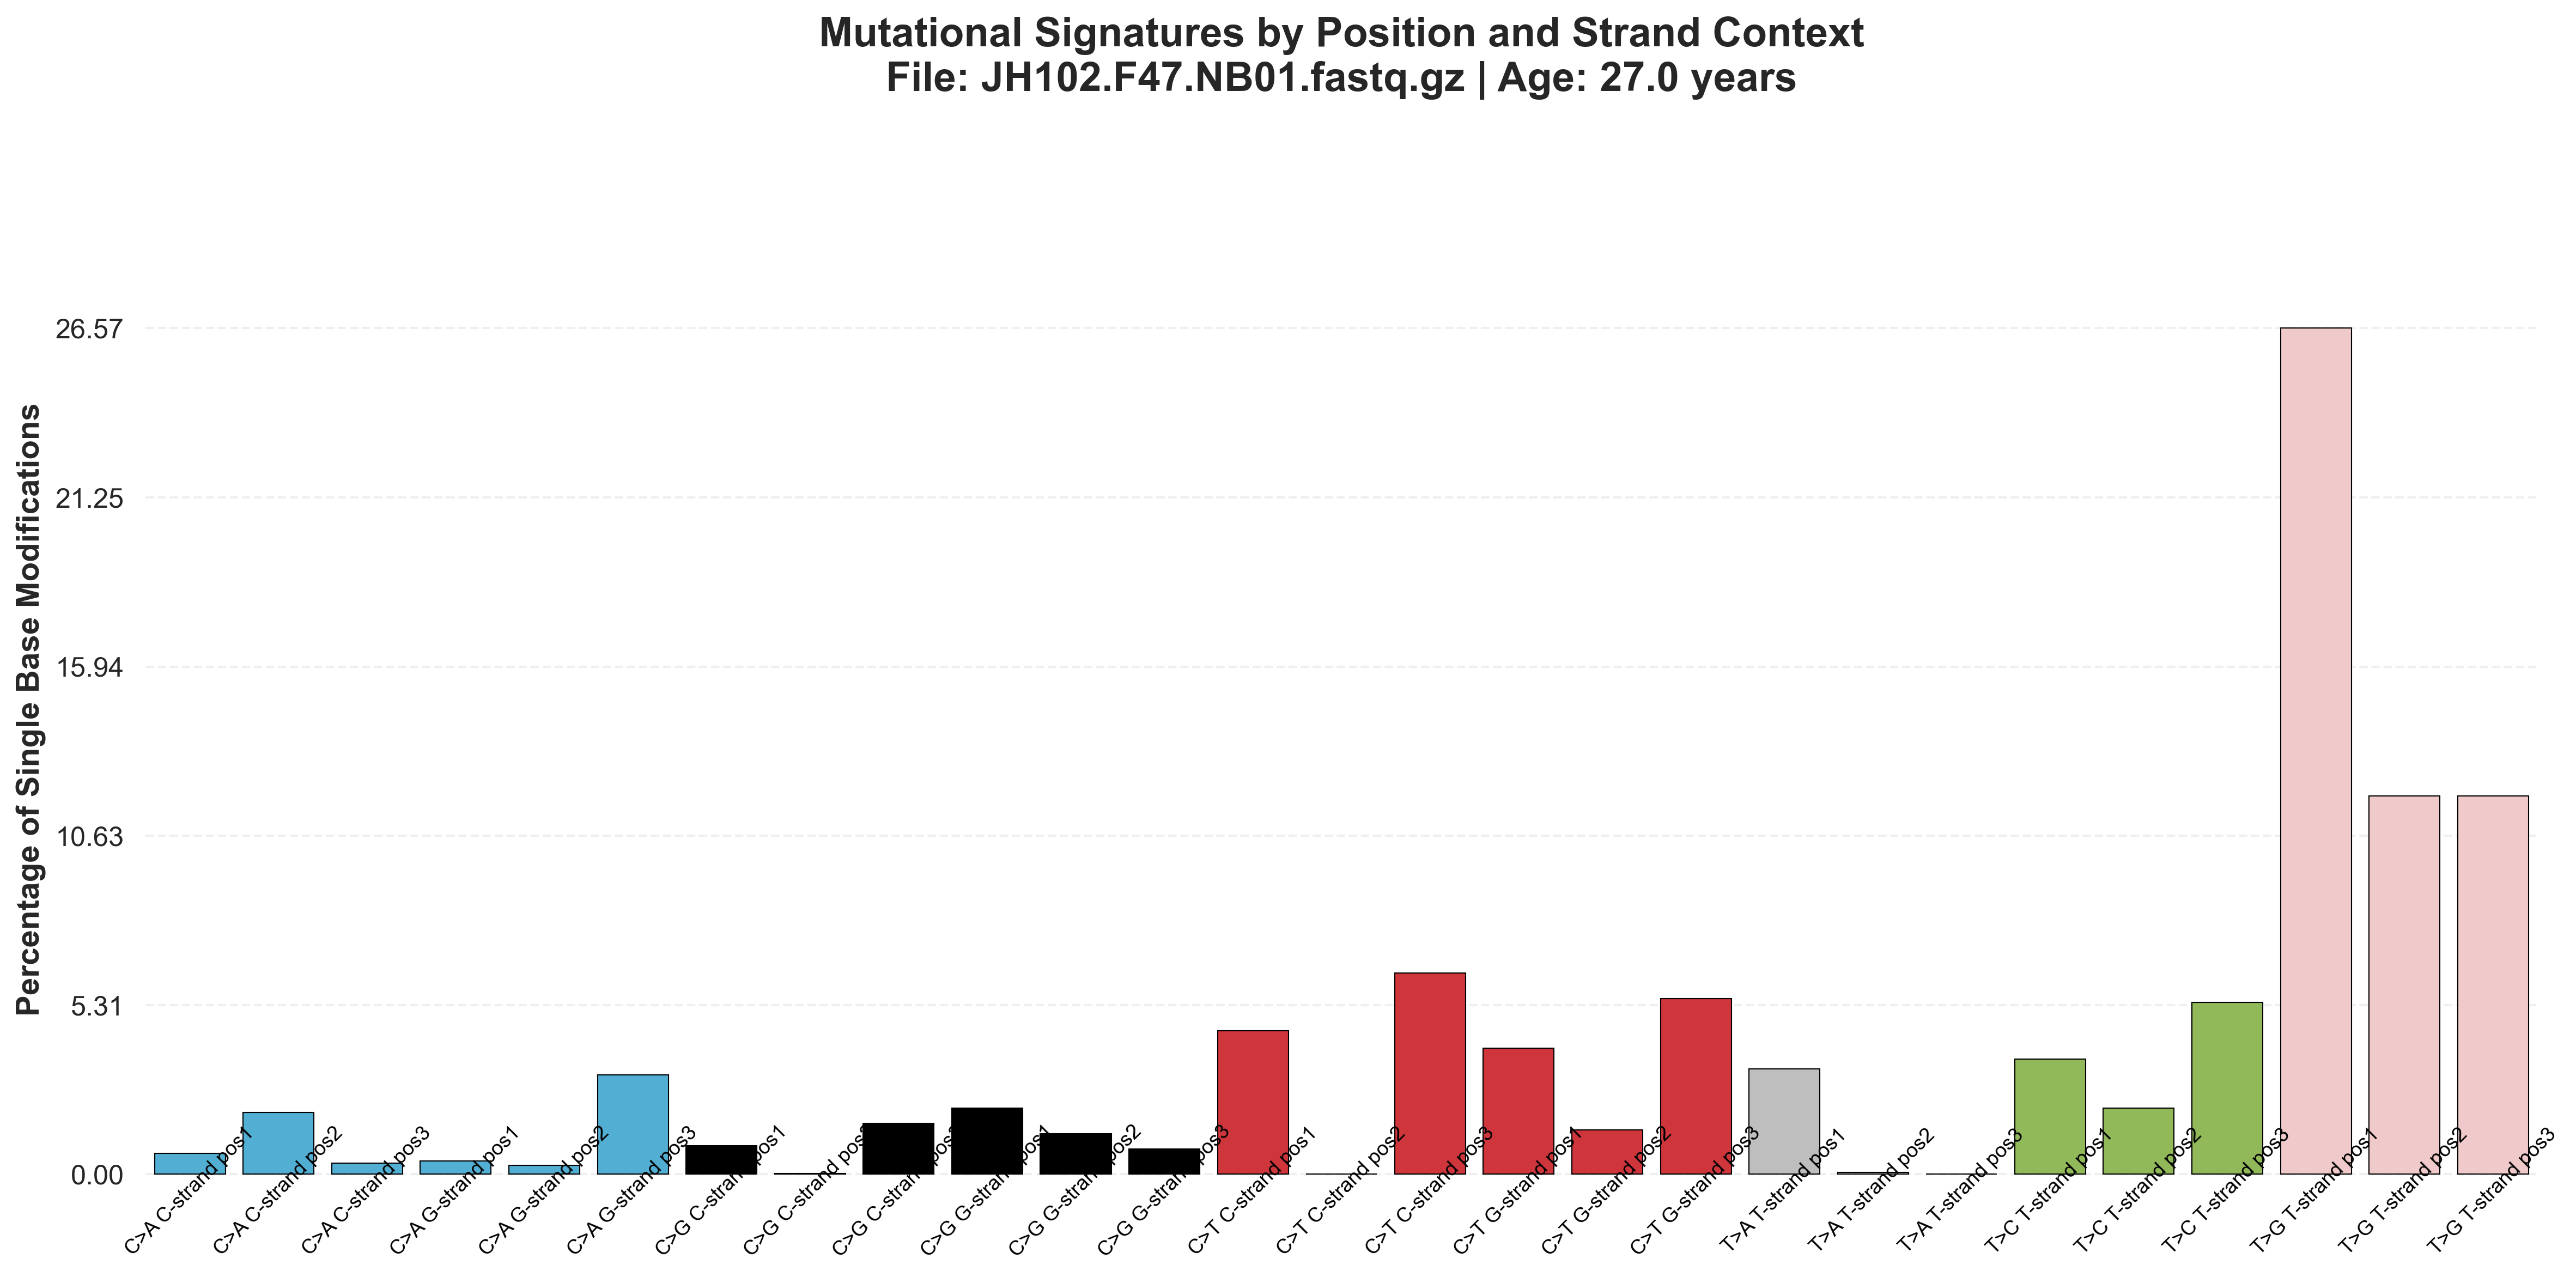 Mutational Signatures by Position and Strand Context
File: JH102.F47.NB01.fastq.gz | Age: 27.0 years
Percentage of Single Base Modifications
26.57
21.25
15.94
10.63
5.31
0.00
C>A C-strand pos1
C>A C-strand pos2
C>A C-strand pos3
C>A G-strand pos1
C>A G-strand pos2
C>A G-strand pos3
C>G C-strand pos1
C>G C-strand pos2
C>G C-strand pos3
C>G G-strand pos1
C>G G-strand pos2
C>G G-strand pos3
C>T C-strand pos1
C>T C-strand pos2
C>T C-strand pos3
C>T G-strand pos1
C>T G-strand pos2
C>T G-strand pos3
T>A T-strand pos1
T>A T-strand pos2
T>A T-strand pos3
T>C T-strand pos1
T>C T-strand pos2
T>C T-strand pos3
T>G T-strand pos1
T>G T-strand pos2
T>G T-strand pos3